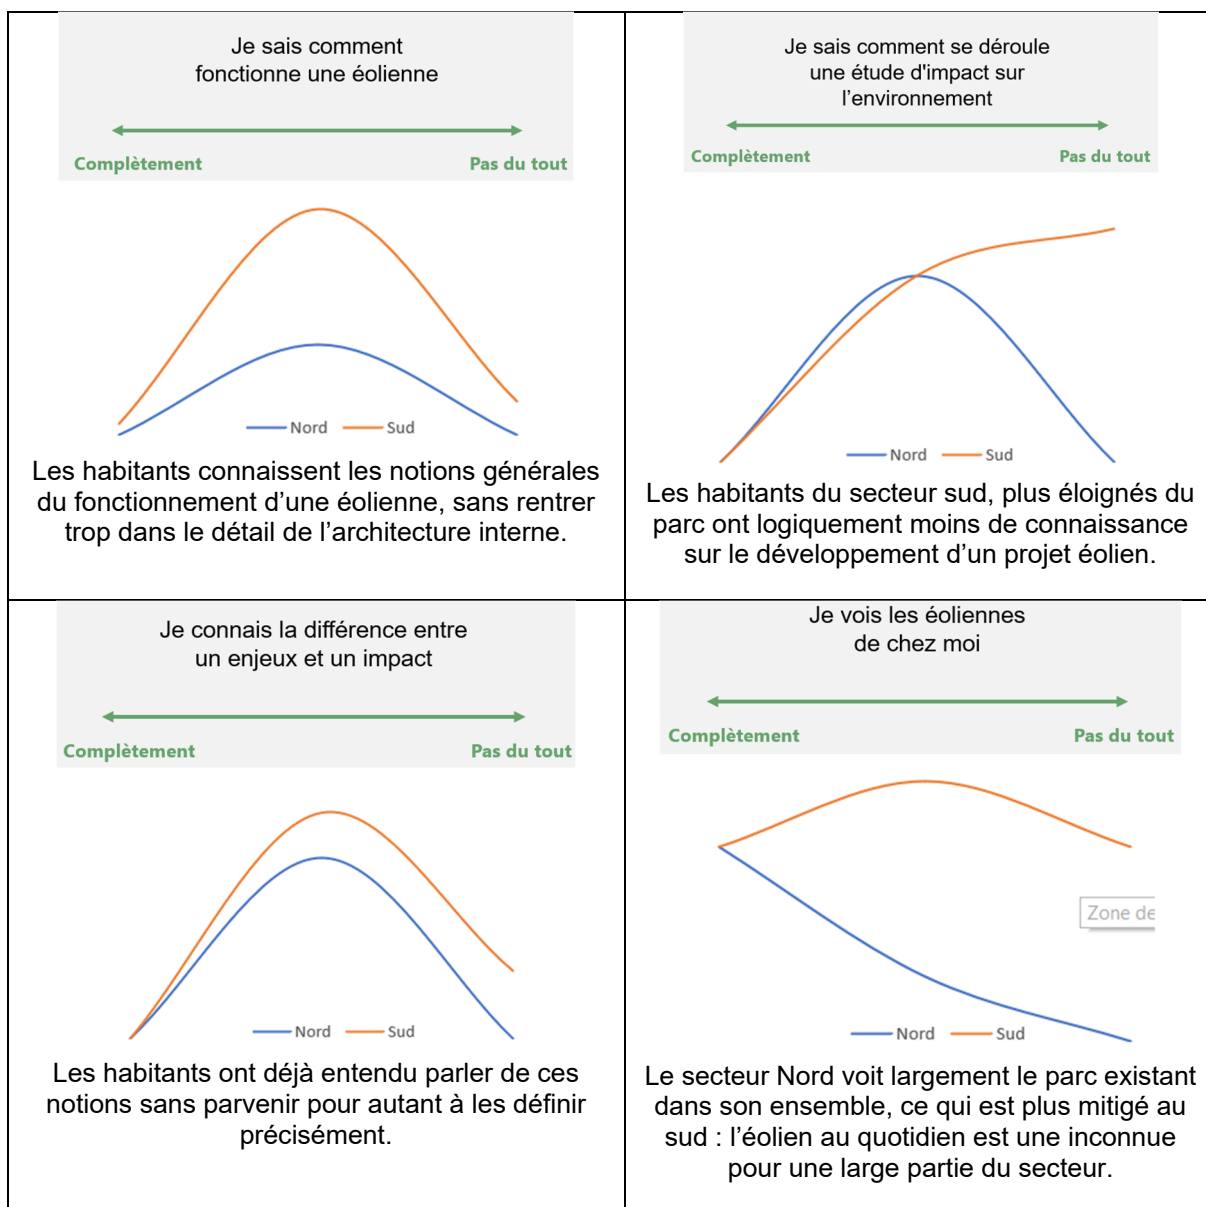 Je sais comment
fonctionne une éolienne
Complètement
Pas du tout
Nord
Sud
Les habitants connaissent les notions générales
du fonctionnement d’une éolienne, sans rentrer
trop dans le détail de l’architecture interne.
Je sais comment se déroule
une étude d'impact sur
l’environnement
Complètement
Pas du tout
Nord
Sud
Les habitants du secteur sud, plus éloignés du
parc ont logiquement moins de connaissance
sur le développement d’un projet éolien.
Je connais la différence entre
un enjeux et un impact
Complètement
Pas du tout
Nord
Sud
Les habitants ont déjà entendu parler de ces
notions sans parvenir pour autant à les définir
précisément.
Je vois les éoliennes
de chez moi
Complètement
Pas du tout
Zone de
Nord
Sud
Le secteur Nord voit largement le parc existant
dans son ensemble, ce qui est plus mitigé au
sud : l’éolien au quotidien est une inconnue
pour une large partie du secteur.